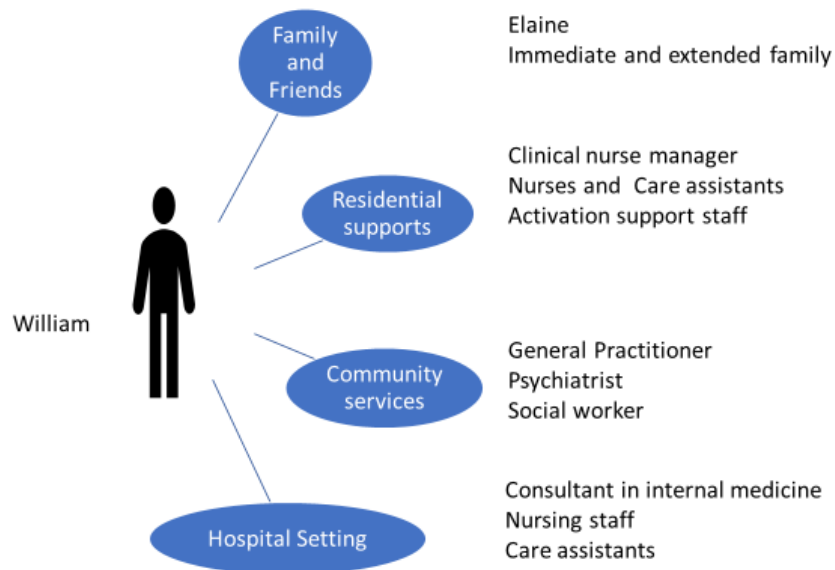 Family
and
Friends
Elaine
Immediate and extended family
Residential
supports
Clinical nurse manager
Nurses and Care assistants
Activation support staff
William
Community
services
General Practitioner
Psychiatrist
Social worker
Hospital Setting
Consultant in internal medicine
Nursing staff
Care assistants